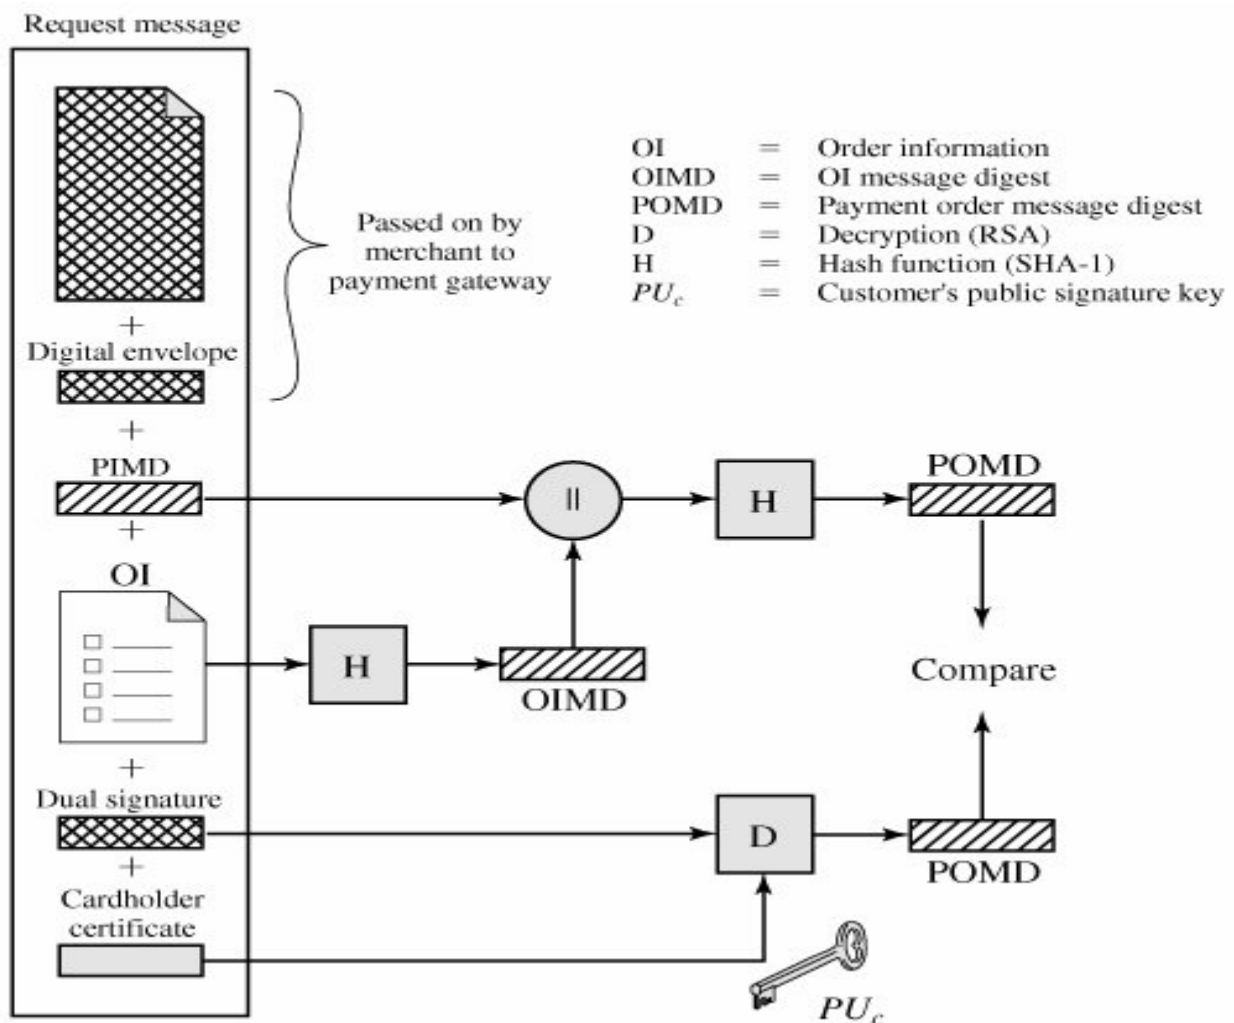 Request message
Passed on by
merchant to
payment gateway
OI = Order information
OIMD = OI message digest
POMD = Payment order message digest
D = Decryption (RSA)
H = Hash function (SHA-1)
PUc = Customer's public signature key
+
Digital envelope
+
PIMD
+
||
H
POMD
OI
H
OIMD
Compare
+
Dual signature
+
D
POMD
Cardholder
certificate
PUc